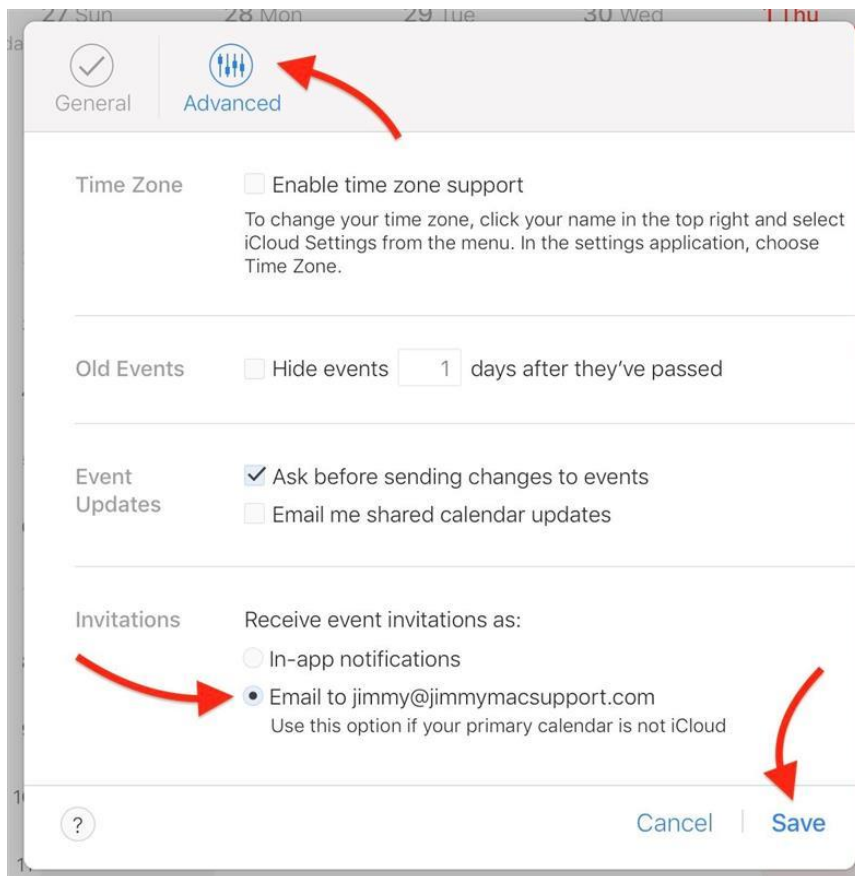 27 Sun 28 Mon 29 Tue 30 Wed 1 Thu
General Advanced
Time Zone Enable time zone support
To change your time zone, click your name in the top right and select
iCloud Settings from the menu. In the settings application, choose
Time Zone.
Old Events Hide events 1 days after they've passed
Event Updates Ask before sending changes to events
Email me shared calendar updates
Invitations Receive event invitations as:
In-app notifications
Email to jimmy@jimmymacsupport.com
Use this option if your primary calendar is not iCloud
? Cancel Save